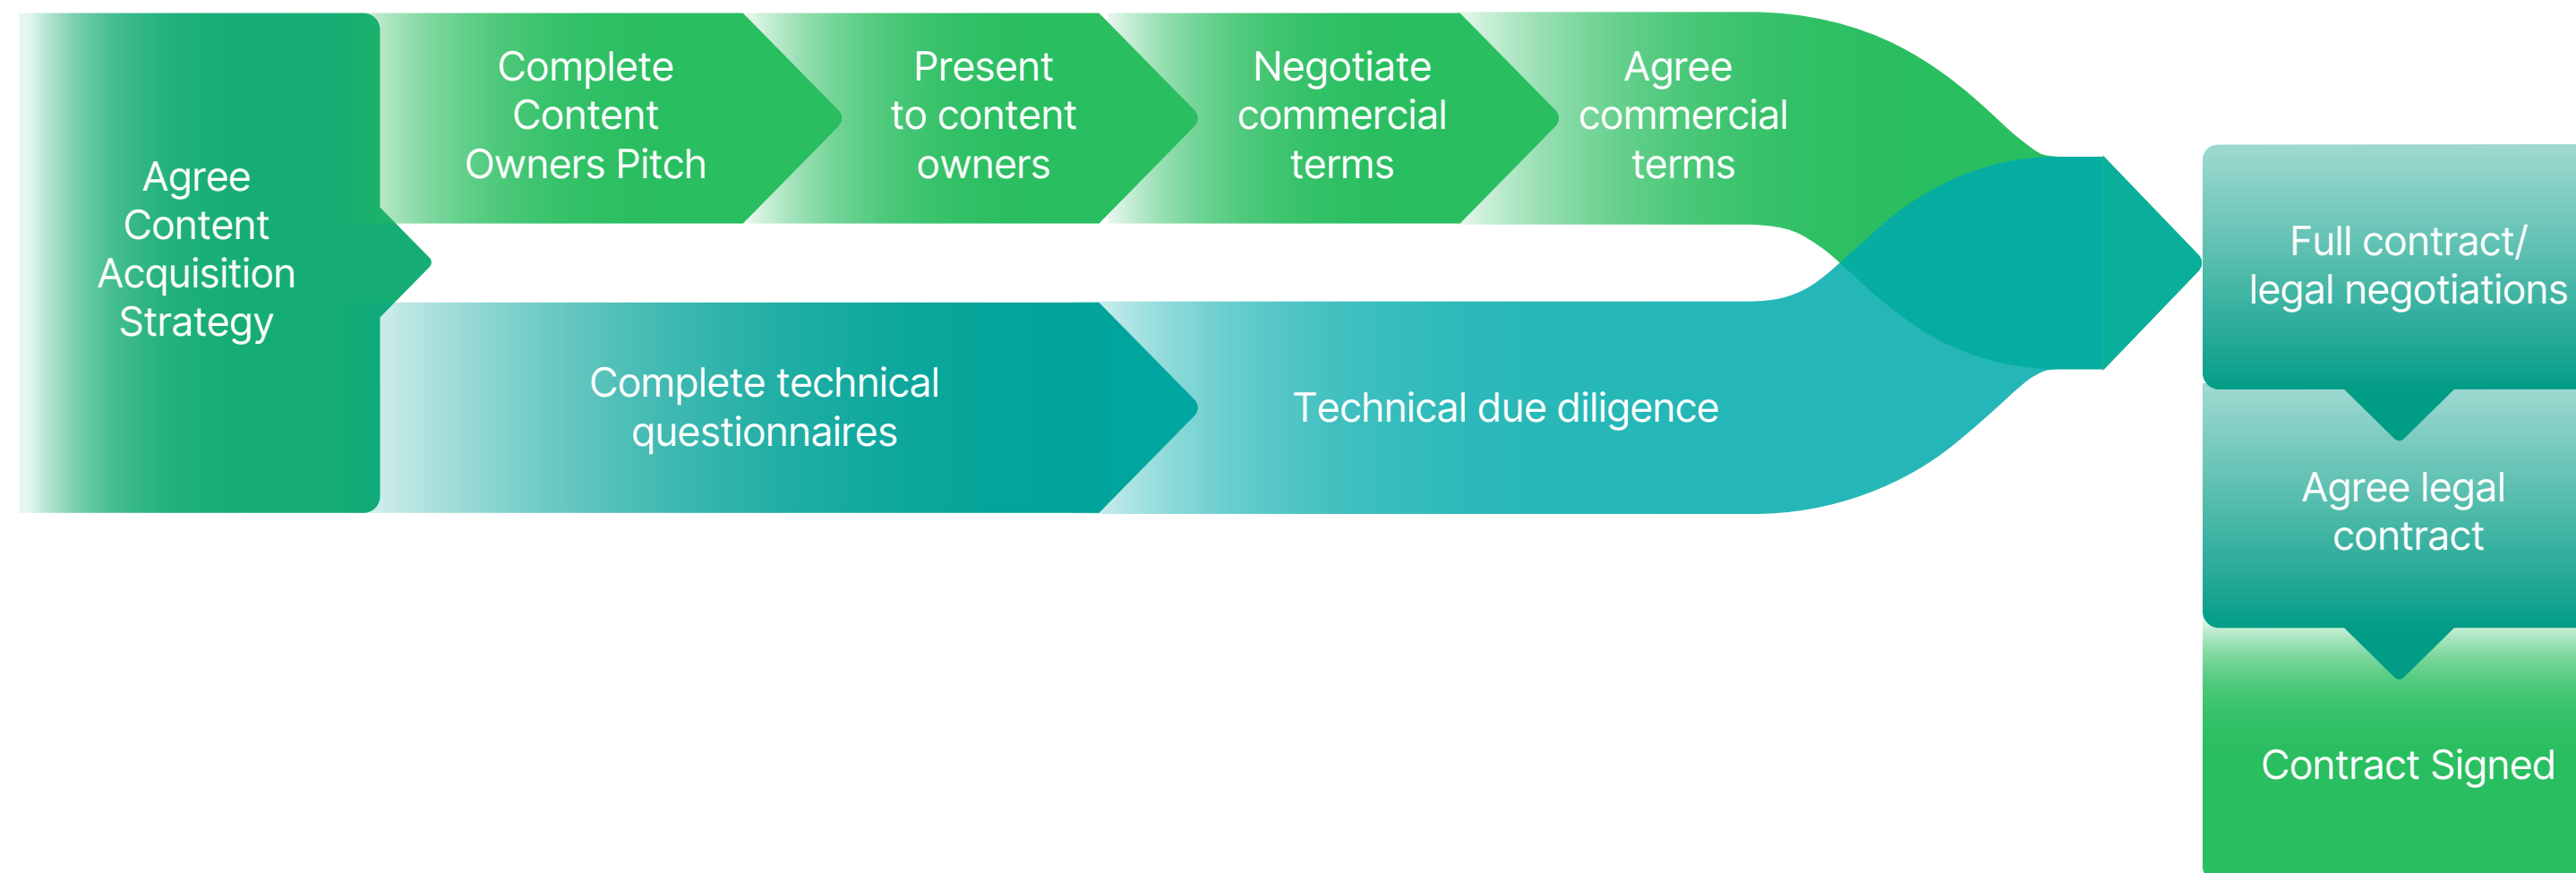 Agree
Content
Acquisition
Strategy
Complete
Content
Owners Pitch
Present
to content
owners
Negotiate
commercial
terms
Agree
commercial
terms
Complete technical
questionnaires
Technical due diligence
Full contract/
legal negotiations
Agree legal
contract
Contract Signed